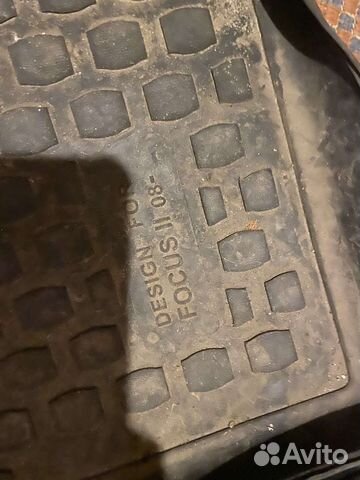 DESIGN FOR
FOCUS II 08-
Avito